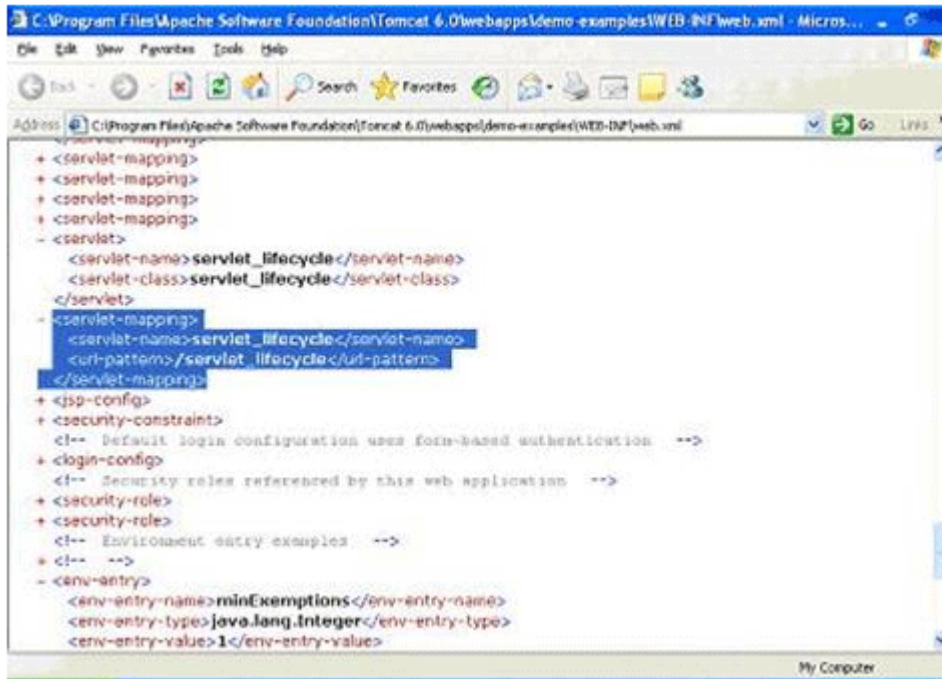 C:\Program Files\Apache Software Foundation\Tomcat 6.0\webapps\demo-examples\WEB-INF\web.xml - Micros...
File Edit View Favorites Tools Help
Back Search Favorites
Address C:\Program Files\Apache Software Foundation\Tomcat 6.0\webapps\demo-examples\WEB-INF\web.xml Go Links
</servlet-mapping>
+ <servlet-mapping>
+ <servlet-mapping>
+ <servlet-mapping>
+ <servlet-mapping>
- <servlet>
<servlet-name>servlet_lifecycle</servlet-name>
<servlet-class>servlet_lifecycle</servlet-class>
</servlet>
- <servlet-mapping>
<servlet-name>servlet_lifecycle</servlet-name>
<url-pattern>/servlet_lifecycle</url-pattern>
</servlet-mapping>
+ <jsp-config>
+ <security-constraint>
<!-- Default login configuration uses form-based authentication -->
+ <login-config>
<!-- Security roles referenced by this web application -->
+ <security-role>
+ <security-role>
<!-- Environment entry examples -->
+ <!-- -->
- <env-entry>
<env-entry-name>minExemptions</env-entry-name>
<env-entry-type>java.lang.Integer</env-entry-type>
<env-entry-value>1</env-entry-value>
My Computer